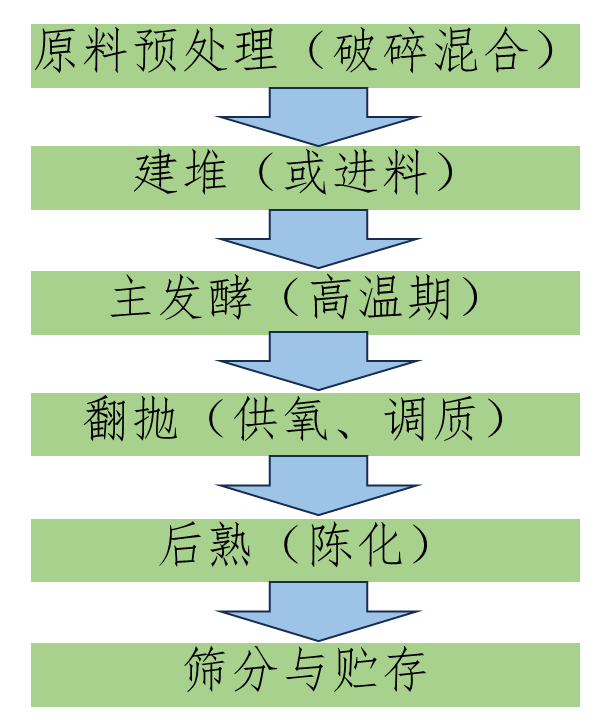 原料预处理（破碎混合）
建堆（或进料）
主发酵（高温期）
翻抛（供氧、调质）
后熟（陈化）
筛分与贮存